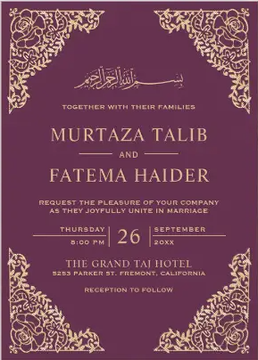 بسم الله الرحمن الرحيم
TOGETHER WITH THEIR FAMILIES
MURTAZA TALIB
AND
FATEMA HAIDER
REQUEST THE PLEASURE OF YOUR COMPANY
AS THEY JOYFULLY UNITE IN MARRIAGE
THURSDAY 26 SEPTEMBER
8:00 PM 20XX
THE GRAND TAJ HOTEL
5253 PARKER ST. FREMONT, CALIFORNIA
RECEPTION TO FOLLOW